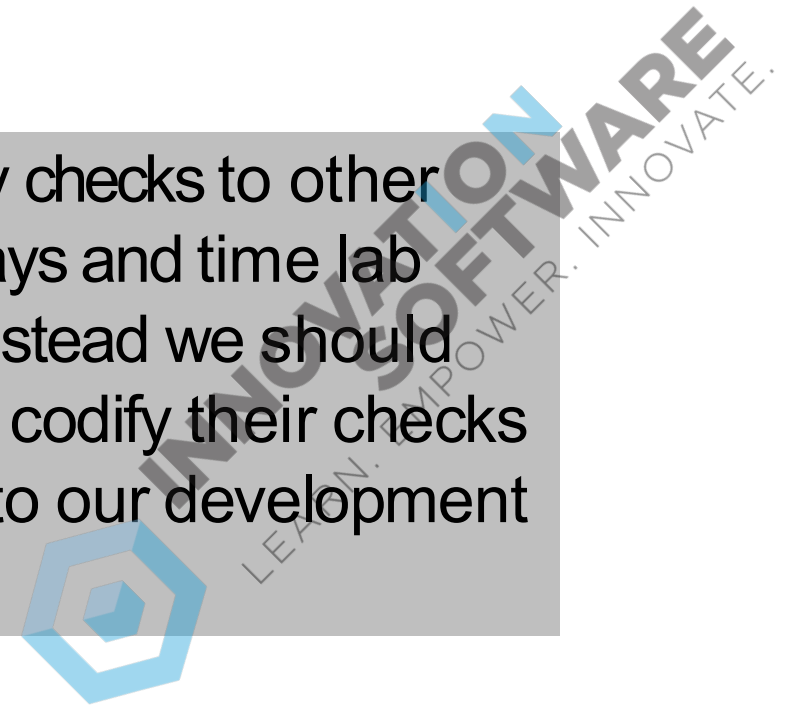 y checks to other
ays and time lab
stead we should
codify their checks
to our development
INNOVATION
SOFTWARE
LEARN. EMPOWER. INNOVATE.